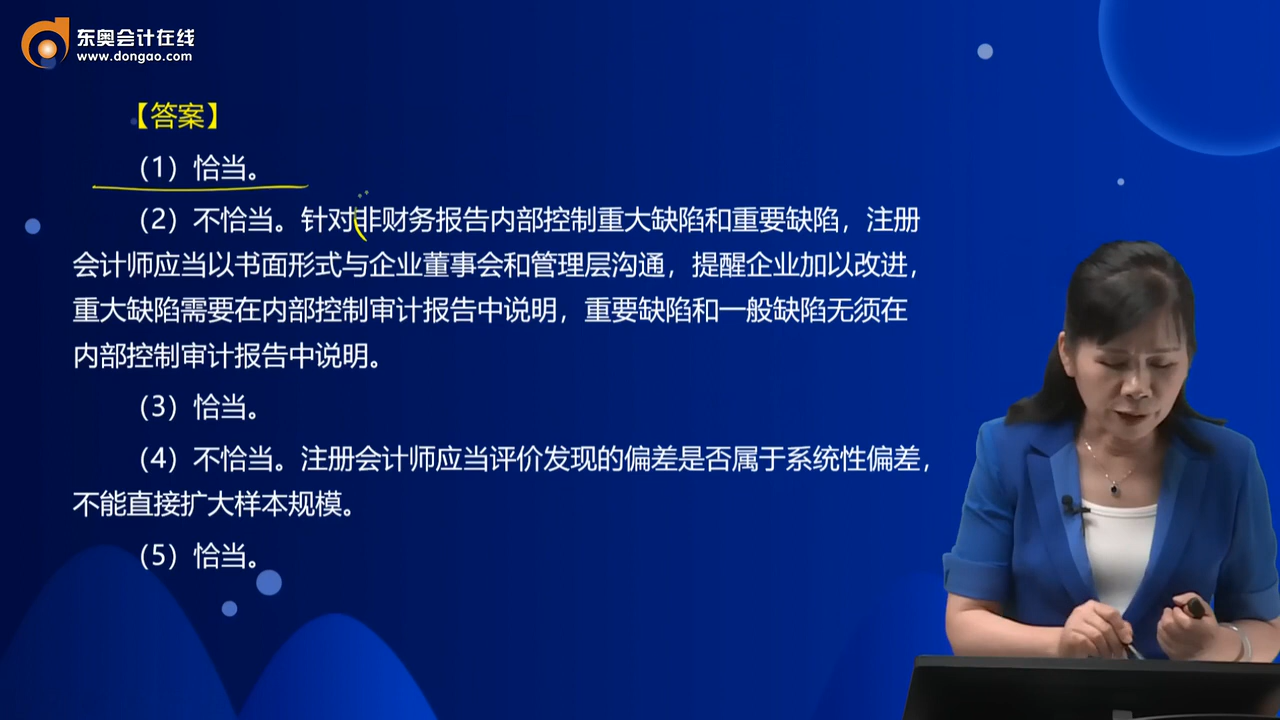 东奥会计在线
www.dongao.com
【答案】
（1）恰当。
（2）不恰当。针对非财务报告内部控制重大缺陷和重要缺陷，注册
会计师应当以书面形式与企业董事会和管理层沟通，提醒企业加以改进，
重大缺陷需要在内部控制审计报告中说明，重要缺陷和一般缺陷无须在
内部控制审计报告中说明。
（3）恰当。
（4）不恰当。注册会计师应当评价发现的偏差是否属于系统性偏差，
不能直接扩大样本规模。
（5）恰当。